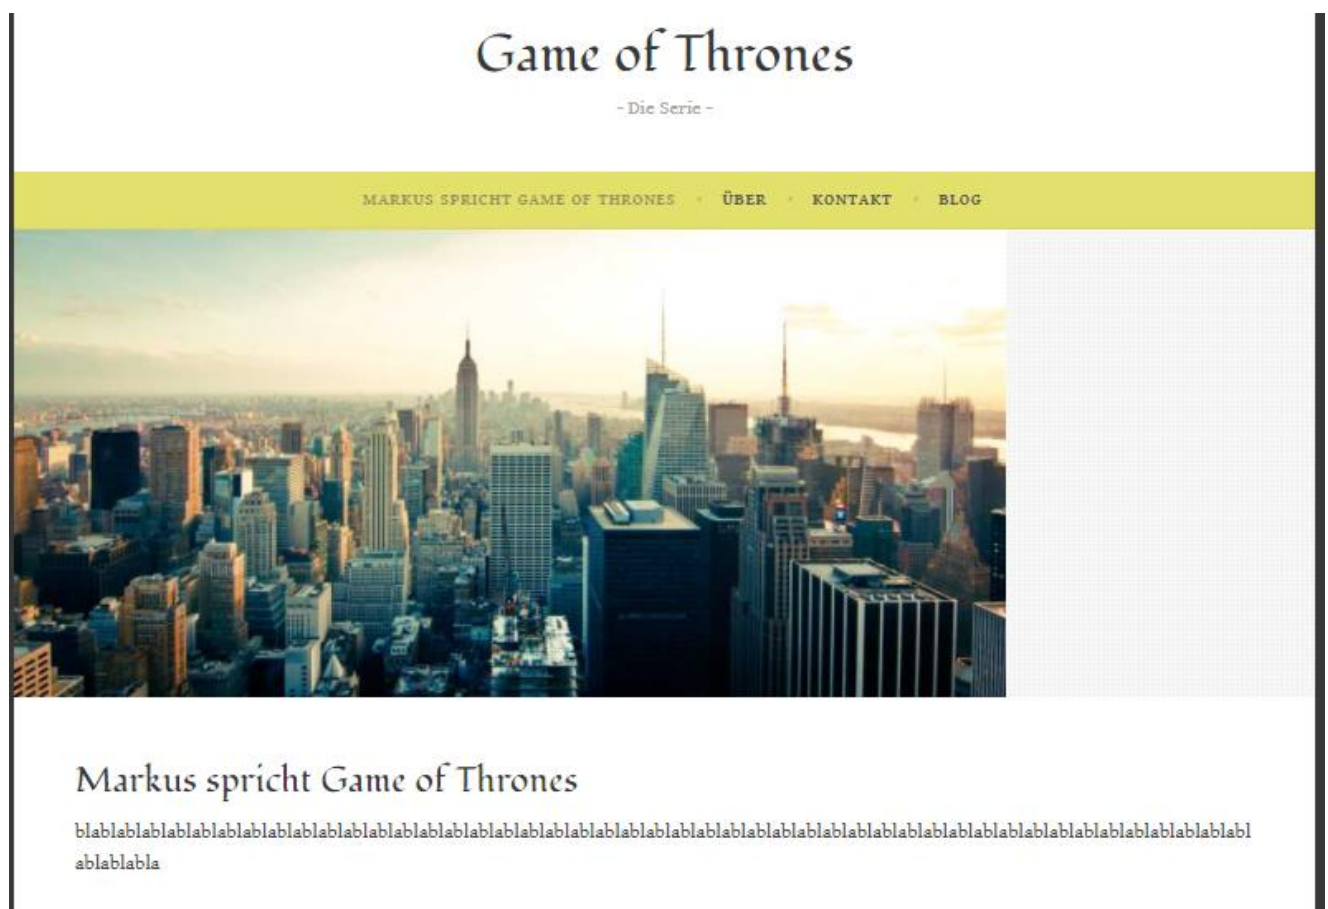 Game of Thrones
- Die Serie -
MARKUS SPRICHT GAME OF THRONES • ÜBER • KONTAKT • BLOG
Markus spricht Game of Thrones
blablablablablablablablablablablablablablablablablablablablablablablablablablablablablablablablablablablablablablablablablablablablablablabl
ablablabla